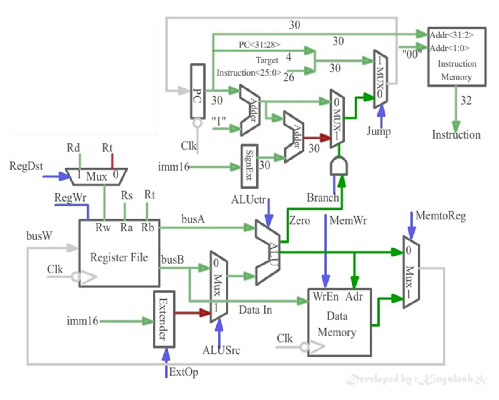 30
PC<31:28> 4 30
Target
Instruction<25:0> 26 30
"00"
Addr<31:2>
Addr<1:0>
Instruction
Memory
32
Instruction
PC
30
"1"
Adder
Adder
0 MUX 1
1 MUX 0
Clk
imm16
SignExt
30
30
Jump
Rd Rt
RegDst
1 Mux 0
RegWr
Rs Rt
busW
Rw Ra Rb
Register File
Clk
busA
busB
ALUctr
Branch
Zero
ALU
MemWr
MemtoReg
0 Mux 1
0 Mux 1
Data In
WrEn Adr
Data
Memory
Clk
imm16
Extender
ALUSrc
ExtOp
Developed by : Kingslash &